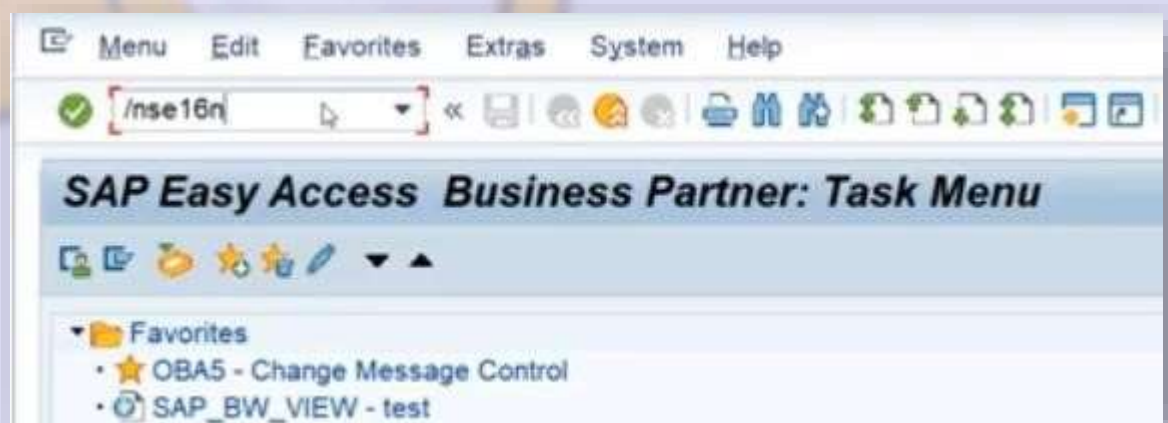 Menu Edit Favorites Extras System Help
/nse16n
SAP Easy Access Business Partner: Task Menu
Favorites
OBA5 - Change Message Control
SAP_BW_VIEW - test